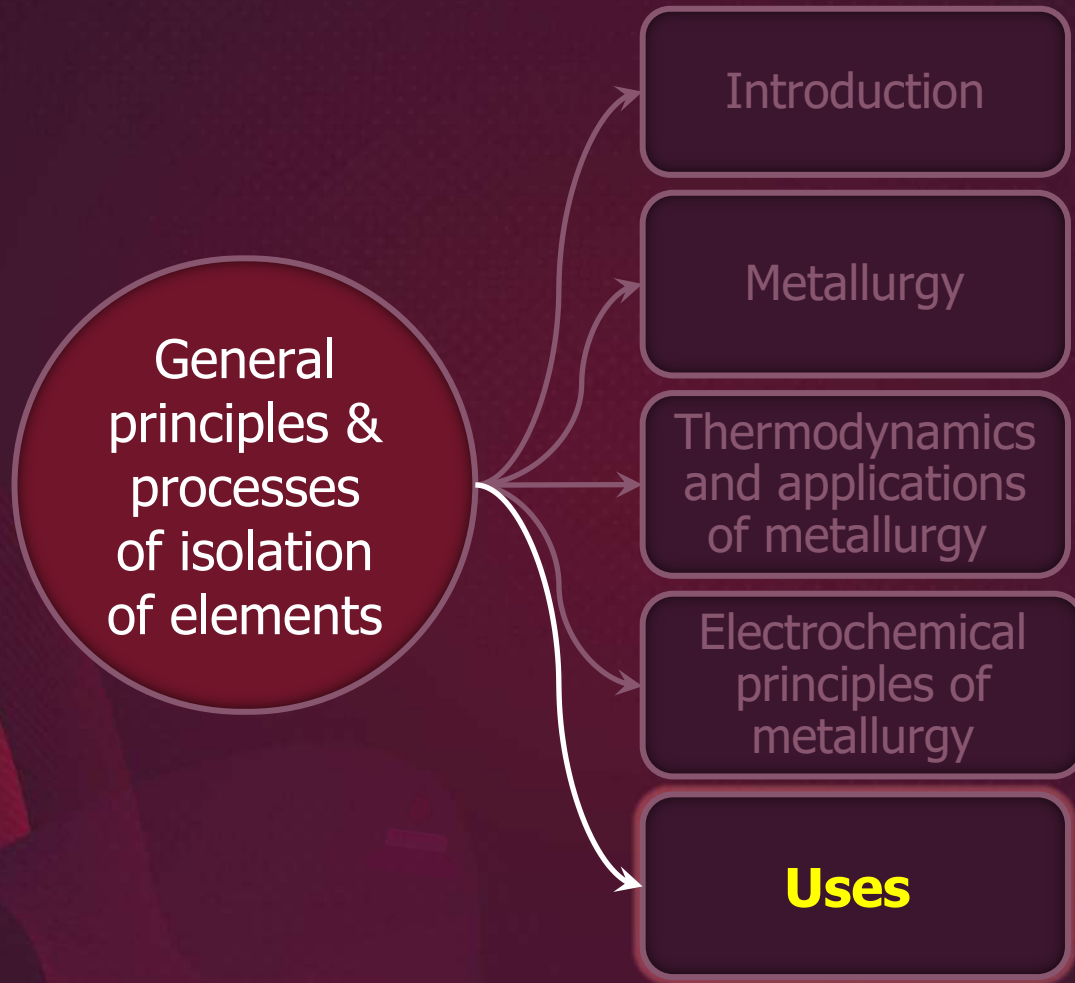 General
principles &
processes
of isolation
of elements
Introduction
Metallurgy
Thermodynamics
and applications
of metallurgy
Electrochemical
principles of
metallurgy
Uses